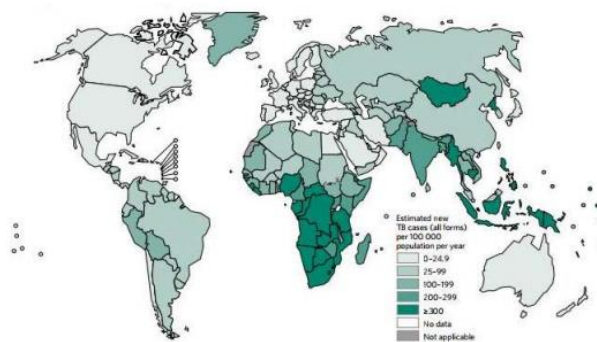 Estimated new
TB cases (all forms)
per 100 000
population per year
0–24.9
25–99
100–199
200–299
≥300
No data
Not applicable